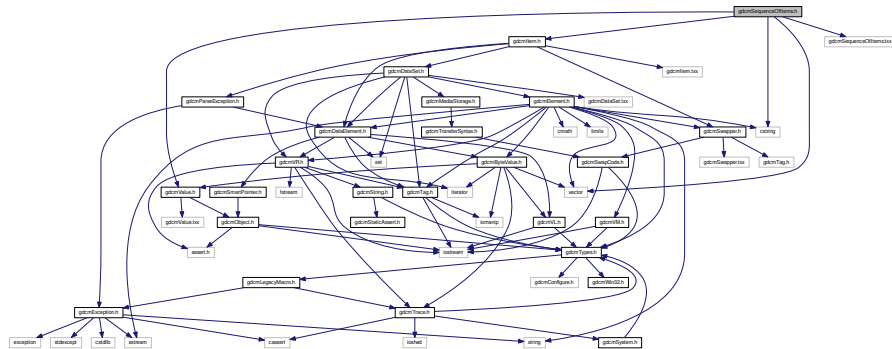 gdcmSequenceOfItems.h
gdcmItem.h
gdcmSequenceOfItems.txx
gdcmDataSet.h
gdcmItem.txx
gdcmParseException.h
gdcmMediaStorage.h
gdcmElement.h
gdcmDataSet.txx
gdcmDataElement.h
gdcmTransferSyntax.h
cmath
limits
gdcmSwapper.h
cstring
gdcmVR.h
set
gdcmByteValue.h
gdcmSwapCode.h
gdcmSwapper.txx
gdcmTag.h
gdcmValue.h
gdcmSmartPointer.h
fstream
gdcmString.h
gdcmTag.h
iterator
vector
gdcmValue.txx
gdcmObject.h
gdcmStaticAssert.h
iomanip
gdcmVL.h
gdcmVM.h
assert.h
iostream
gdcmTypes.h
gdcmLegacyMacro.h
gdcmConfigure.h
gdcmWin32.h
gdcmException.h
gdcmTrace.h
exception
stdexcept
cstdlib
sstream
cassert
iosfwd
string
gdcmSystem.h